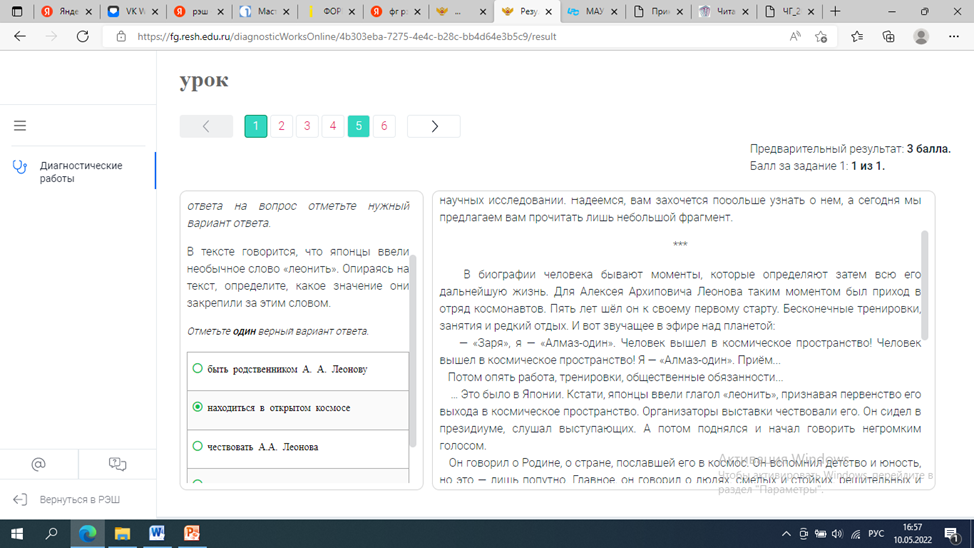 Янде
VK W
рэш
Маст
ФОР
фг.ру
...
Резу
МАУ
При
Чита
ЧГ_2
https://fg.resh.edu.ru/diagnosticWorksOnline/4b303eba-7275-4e4c-b28c-bb4d64e3b5c9/result
урок
1 2 3 4 5 6
Предварительный результат: 3 балла.
Балл за задание 1: 1 из 1.
Диагностические
работы
Вернуться в РЭШ
ответа на вопрос отметьте нужный
вариант ответа.
В тексте говорится, что японцы ввели
необычное слово «леонить». Опираясь на
текст, определите, какое значение они
закрепили за этим словом.
Отметьте один верный вариант ответа.
быть родственником А. А. Леонову
находиться в открытом космосе
чествовать А.А. Леонова
научных исследовании. Надеемся, вам захочется побольше узнать о нем, а сегодня мы
предлагаем вам прочитать лишь небольшой фрагмент.
***
В биографии человека бывают моменты, которые определяют затем всю его
дальнейшую жизнь. Для Алексея Архиповича Леонова таким моментом был приход в
отряд космонавтов. Пять лет шёл он к своему первому старту. Бесконечные тренировки,
занятия и редкий отдых. И вот звучащее в эфире над планетой:
— «Заря», я — «Алмаз-один». Человек вышел в космическое пространство! Человек
вышел в космическое пространство! Я — «Алмаз-один». Приём...
Потом опять работа, тренировки, общественные обязанности...
... Это было в Японии. Кстати, японцы ввели глагол «леонить», признавая первенство его
выхода в космическое пространство. Организаторы выставки чествовали его. Он сидел в
президиуме, слушал выступающих. А потом поднялся и начал говорить негромким
голосом.
Он говорил о Родине, о стране, пославшей его в космос. Он вспомнил детство и юность,
но это — лишь попутно. Главное, он говорил о людях, смелых и стойких, решительных и
Активация Windows
Чтобы активировать Windows, перейдите в
раздел "Параметры".
РУС
16:57
10.05.2022